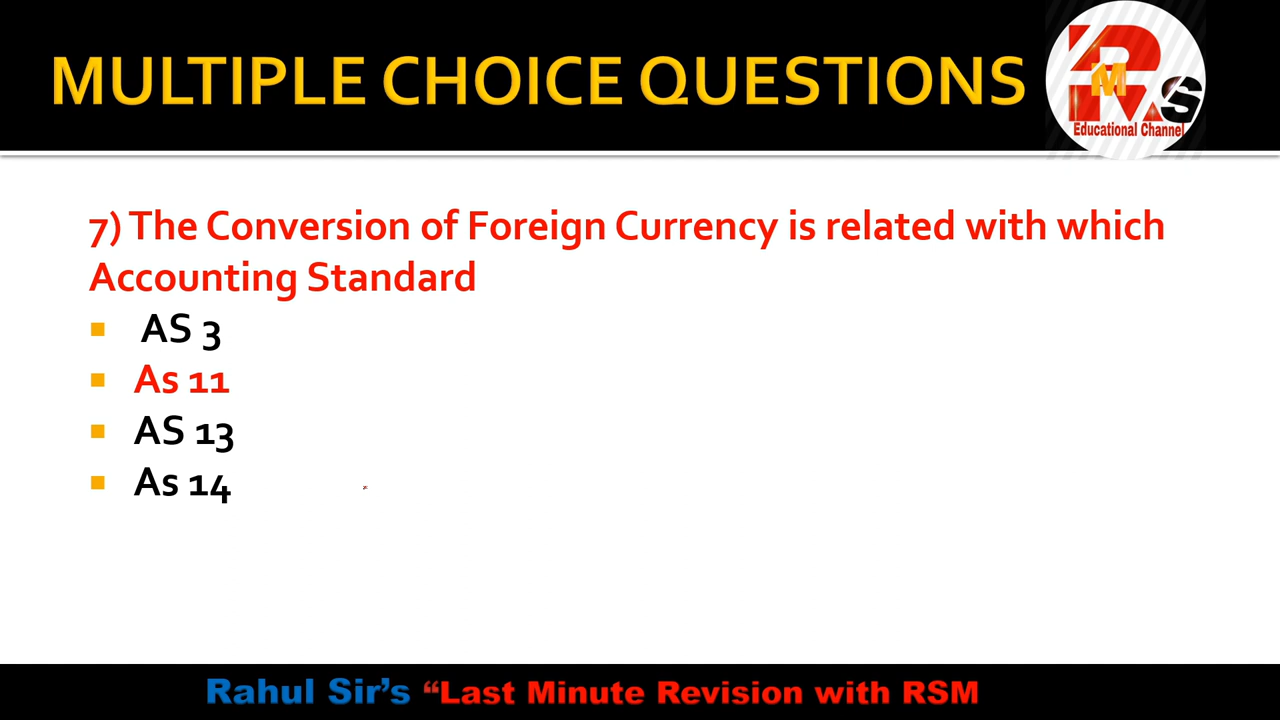 MULTIPLE CHOICE QUESTIONS
RMS
Educational Channel
7) The Conversion of Foreign Currency is related with which
Accounting Standard
AS 3
As 11
AS 13
As 14
Rahul Sir's “Last Minute Revision with RSM